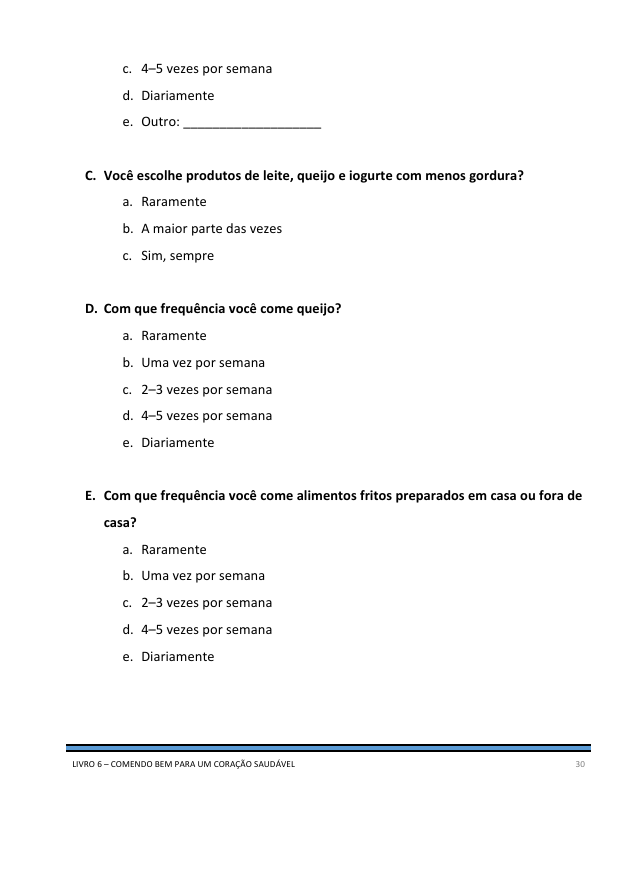 c. 4–5 vezes por semana
d. Diariamente
e. Outro: ____________________
C. Você escolhe produtos de leite, queijo e iogurte com menos gordura?
a. Raramente
b. A maior parte das vezes
c. Sim, sempre
D. Com que frequência você come queijo?
a. Raramente
b. Uma vez por semana
c. 2–3 vezes por semana
d. 4–5 vezes por semana
e. Diariamente
E. Com que frequência você come alimentos fritos preparados em casa ou fora de
casa?
a. Raramente
b. Uma vez por semana
c. 2–3 vezes por semana
d. 4–5 vezes por semana
e. Diariamente
LIVRO 6 – COMENDO BEM PARA UM CORAÇÃO SAUDÁVEL 30